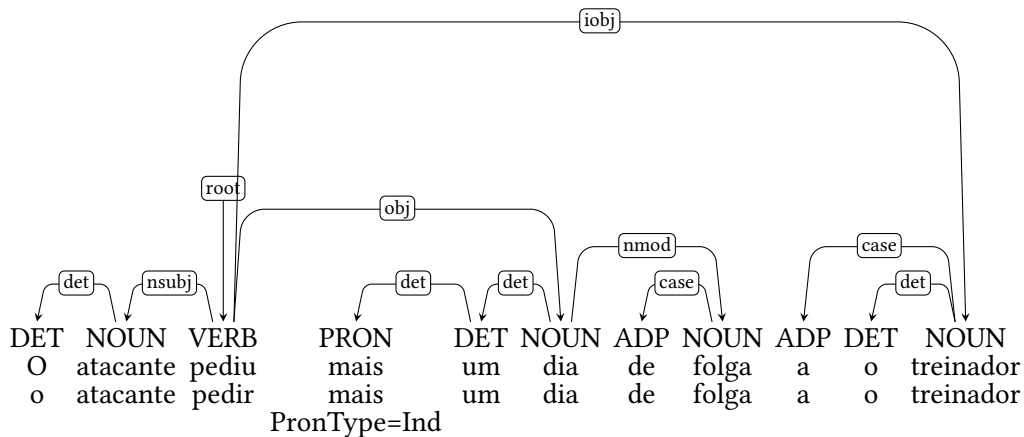 iobj
root
obj
nmod case
det nsubj det det case det
DET NOUN VERB PRON DET NOUN ADP NOUN ADP DET NOUN
O atacante pediu mais um dia de folga a o treinador
o atacante pedir mais um dia de folga a o treinador
PronType=Ind